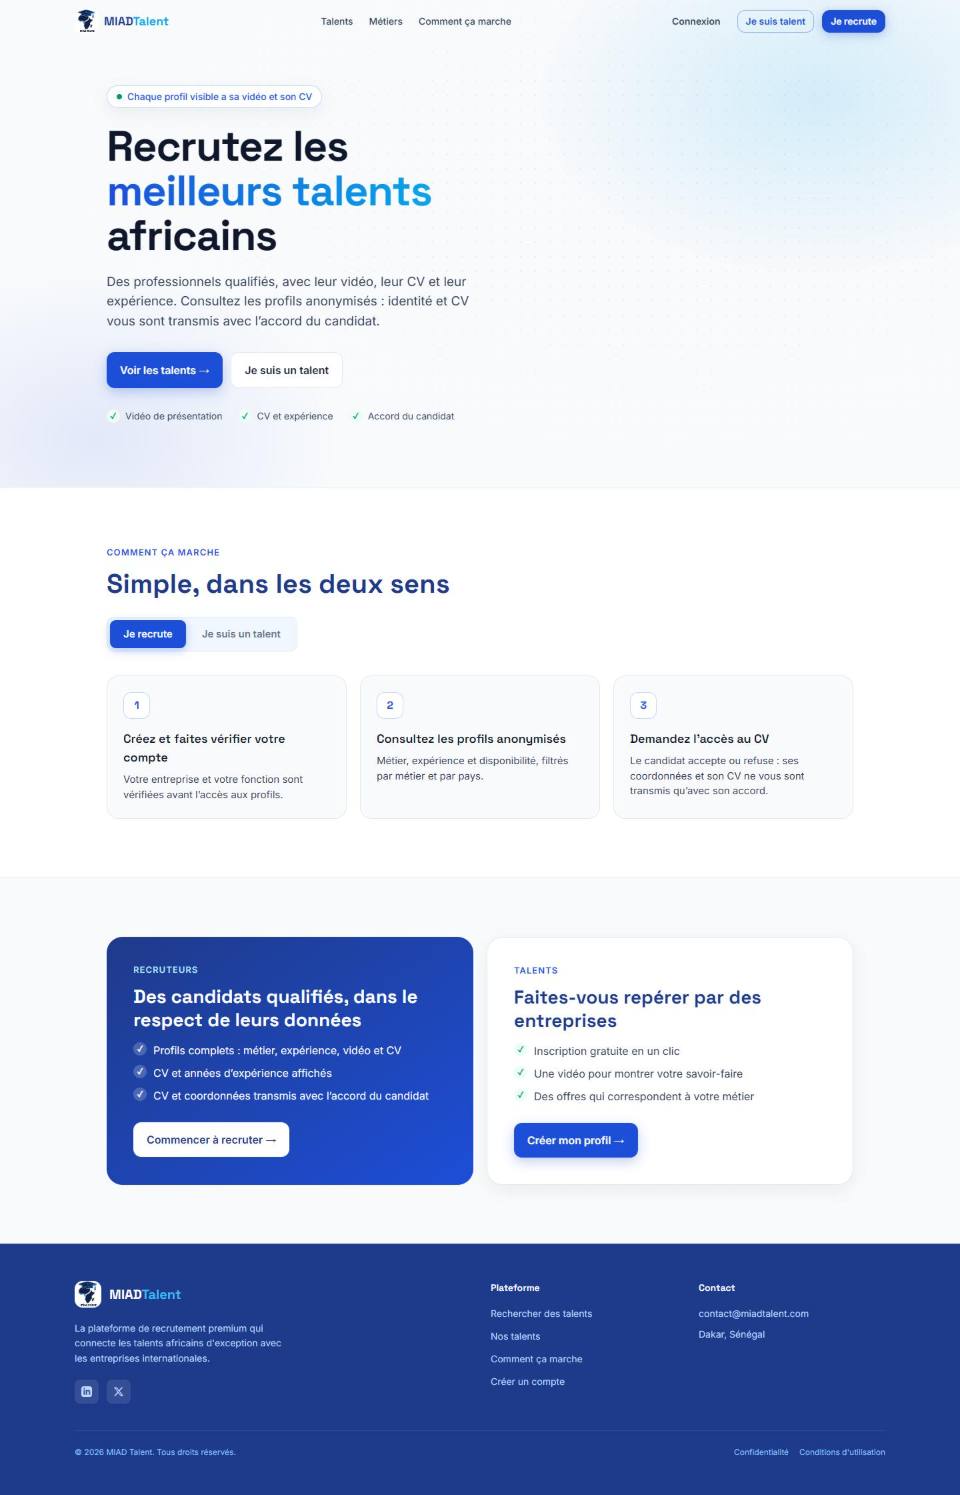 MIADTalent
Talents Métiers Comment ça marche
Connexion Je suis talent Je recrute
Chaque profil visible a sa vidéo et son CV
Recrutez les
meilleurs talents
africains
Des professionnels qualifiés, avec leur vidéo, leur CV et leur
expérience. Consultez les profils anonymisés : identité et CV
vous sont transmis avec l'accord du candidat.
Voir les talents → Je suis un talent
✓ Vidéo de présentation ✓ CV et expérience ✓ Accord du candidat
COMMENT ÇA MARCHE
Simple, dans les deux sens
Je recrute Je suis un talent
1
Créez et faites vérifier votre
compte
Votre entreprise et votre fonction sont
vérifiées avant l'accès aux profils.
2
Consultez les profils anonymisés
Métier, expérience et disponibilité, filtrés
par métier et par pays.
3
Demandez l'accès au CV
Le candidat accepte ou refuse : ses
coordonnées et son CV ne vous sont
transmis qu'avec son accord.
RECRUTEURS
Des candidats qualifiés, dans le
respect de leurs données
✓ Profils complets : métier, expérience, vidéo et CV
✓ CV et années d'expérience affichés
✓ CV et coordonnées transmis avec l'accord du candidat
Commencer à recruter →
TALENTS
Faites-vous repérer par des
entreprises
✓ Inscription gratuite en un clic
✓ Une vidéo pour montrer votre savoir-faire
✓ Des offres qui correspondent à votre métier
Créer mon profil →
MIADTalent
La plateforme de recrutement premium qui
connecte les talents africains d'exception avec
les entreprises internationales.
Plateforme
Rechercher des talents
Nos talents
Comment ça marche
Créer un compte
Contact
contact@miadtalent.com
Dakar, Sénégal
© 2026 MIAD Talent. Tous droits réservés.
Confidentialité Conditions d'utilisation